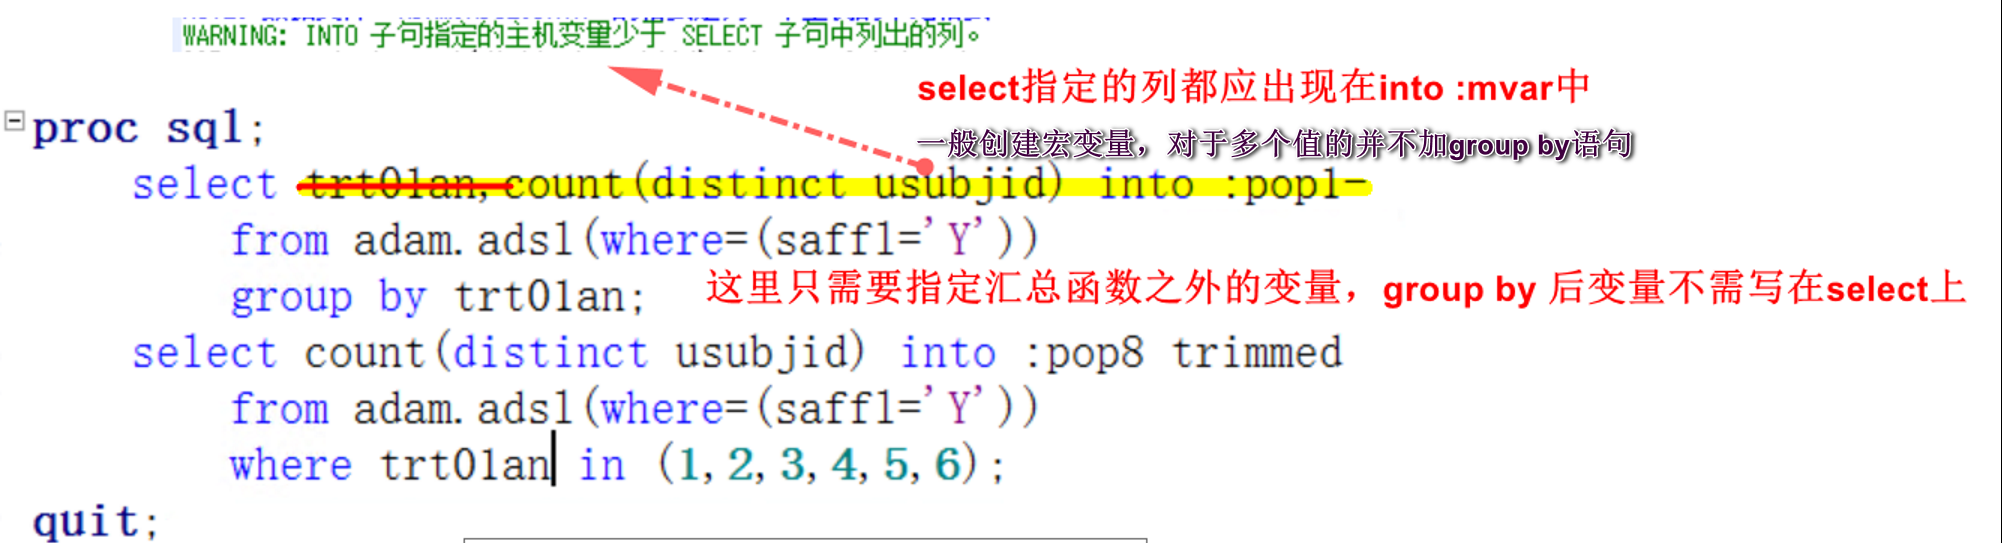 WARNING: INTO 子句指定的主机变量少于 SELECT 子句中列出的列。
select指定的列都应出现在into :mvar中
proc sql;
一般创建宏变量，对于多个值的并不加group by语句
select trt01an,count(distinct usubjid) into :pop1-
from adam.adsl(where=(saffl='Y'))
group by trt01an;
这里只需要指定汇总函数之外的变量，group by 后变量不需写在select上
select count(distinct usubjid) into :pop8 trimmed
from adam.adsl(where=(saffl='Y'))
where trt01an in (1,2,3,4,5,6);
quit;